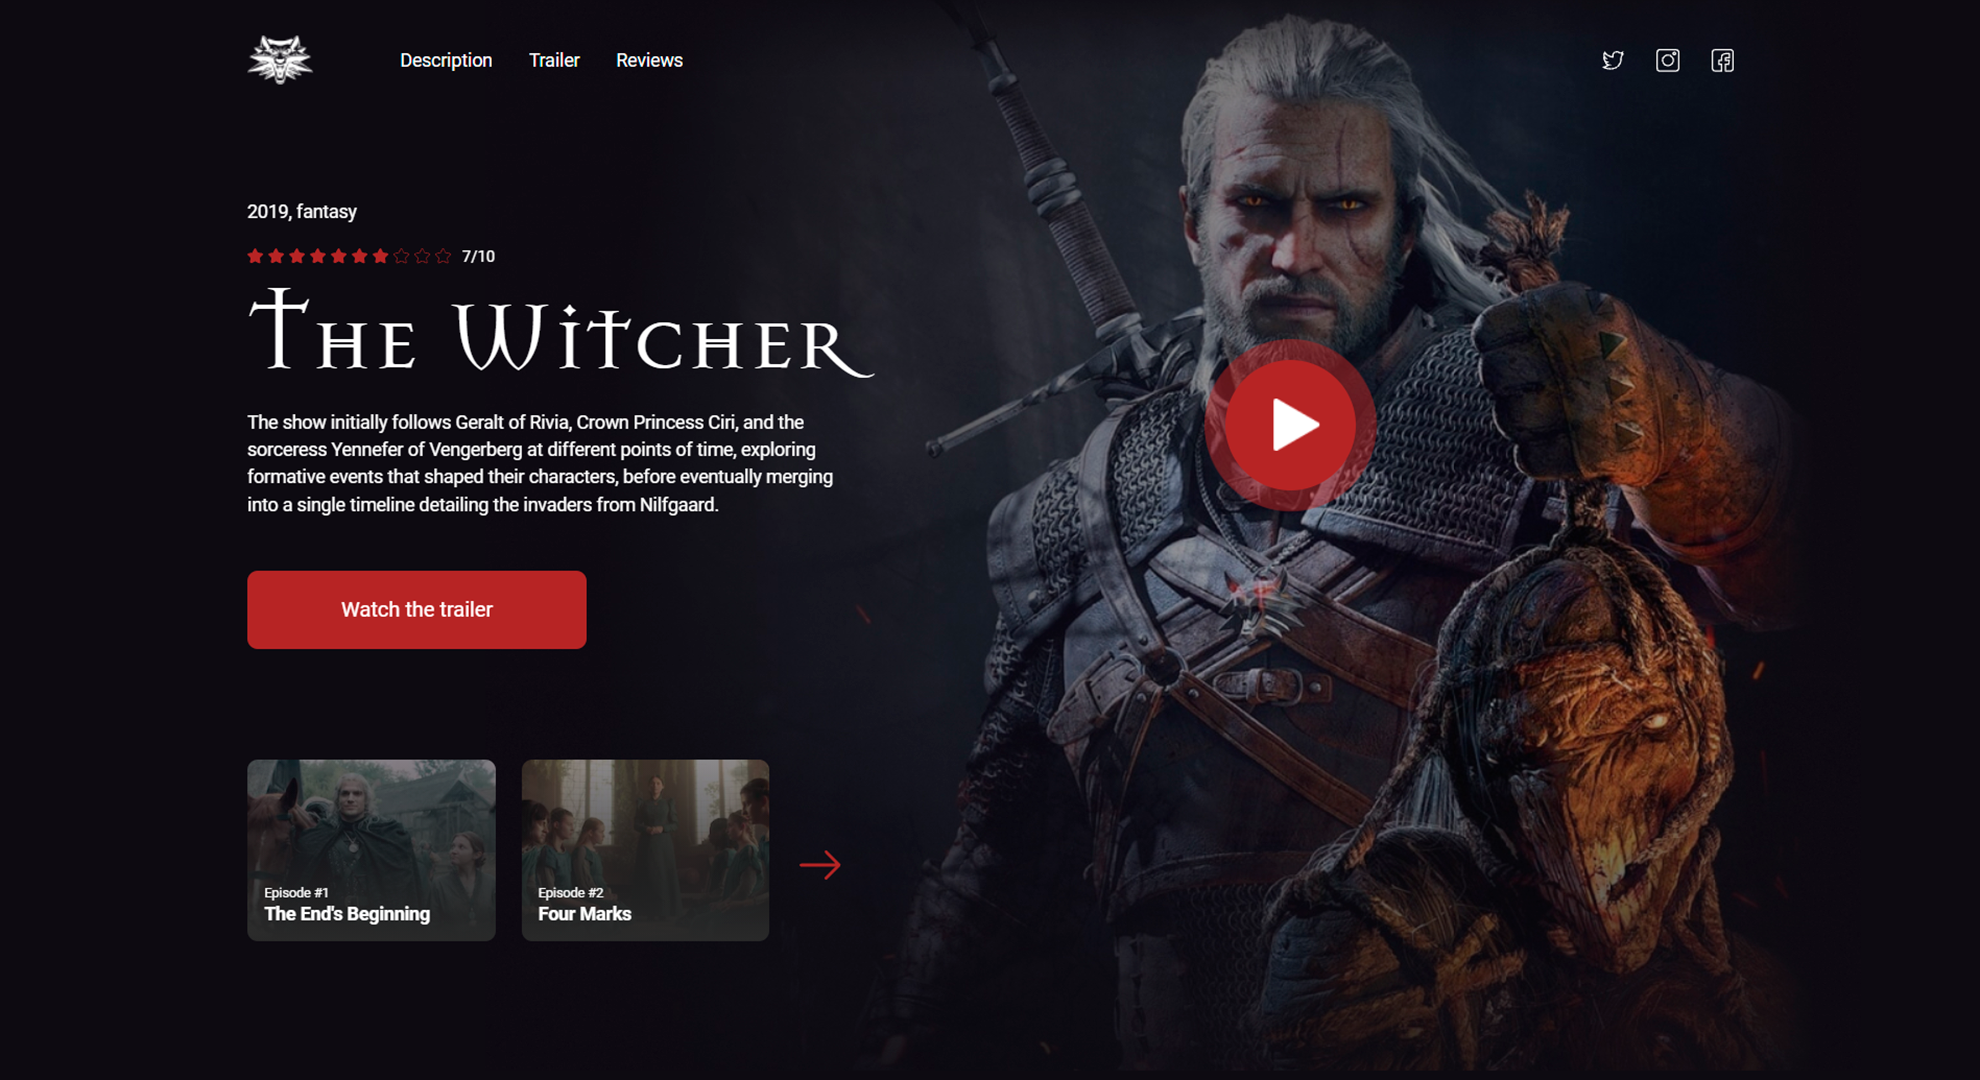 Description Trailer Reviews
2019, fantasy
7/10
The Witcher
The show initially follows Geralt of Rivia, Crown Princess Ciri, and the
sorceress Yennefer of Vengerberg at different points of time, exploring
formative events that shaped their characters, before eventually merging
into a single timeline detailing the invaders from Nilfgaard.
Watch the trailer
Episode #1
The End's Beginning
Episode #2
Four Marks